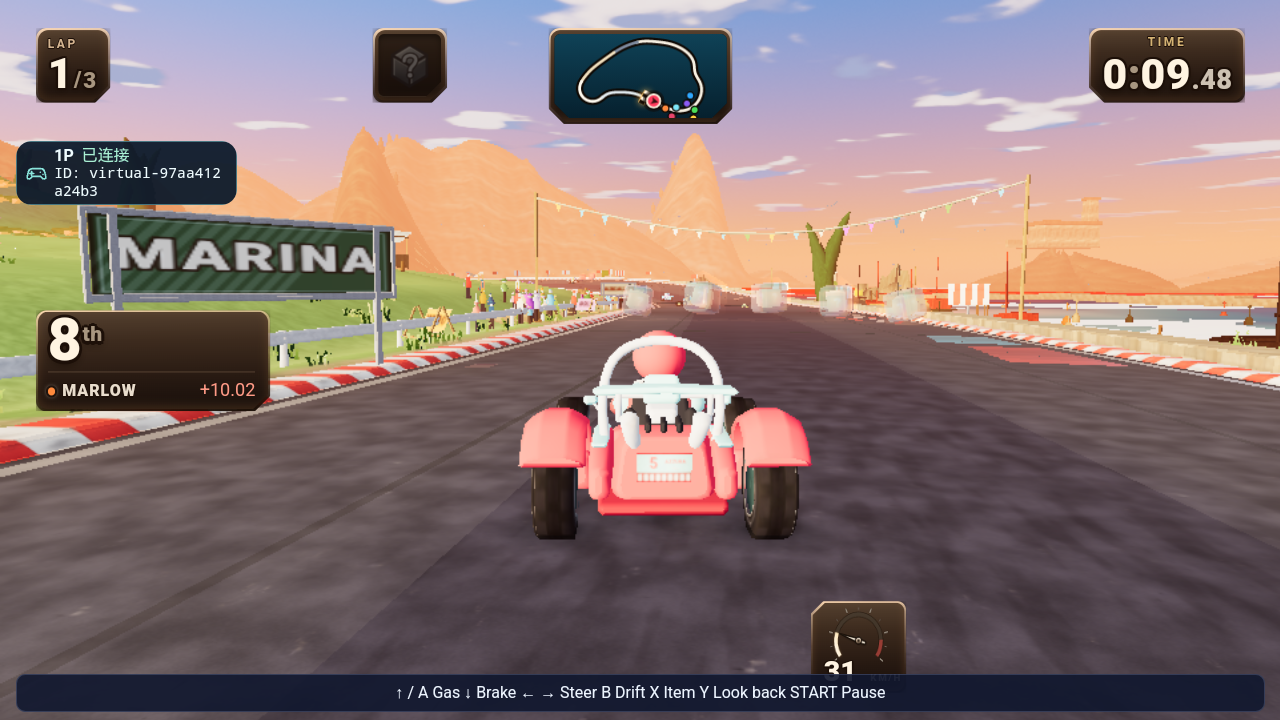 LAP
1/3
?
TIME
0:09.48
1P 已连接
ID: virtual-97aa412
a24b3
MARINA
8th
MARLOW +10.02
5
31
↑ / A Gas ↓ Brake ← → Steer B Drift X Item Y Look back START Pause